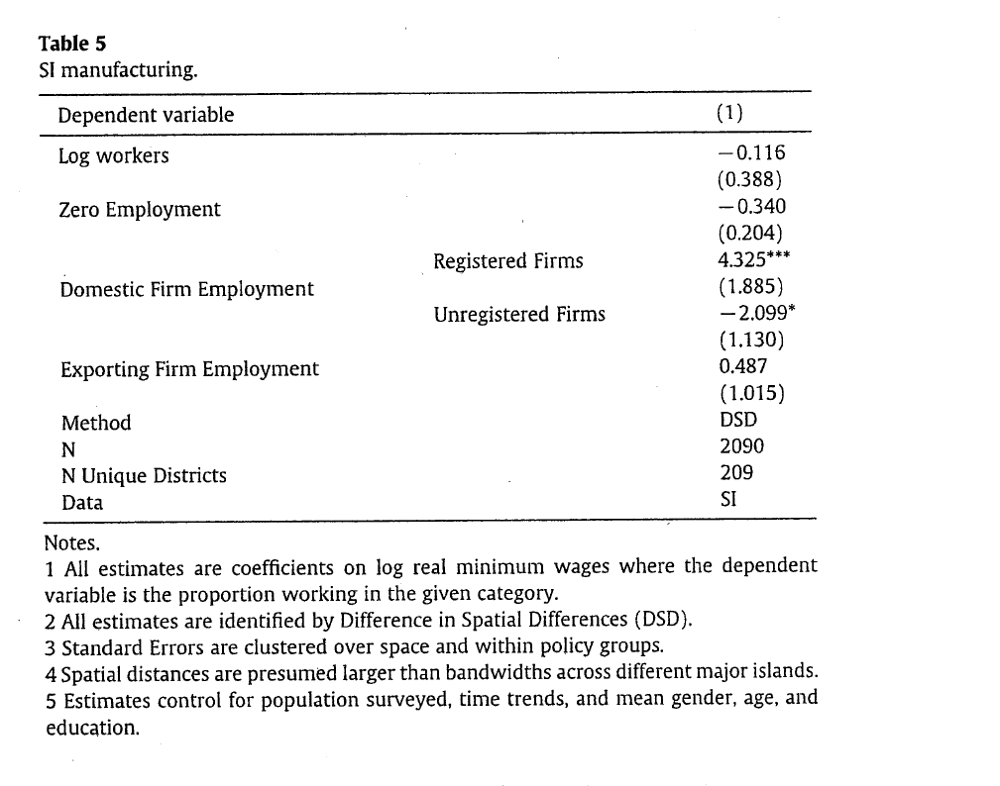 Table 5
SI manufacturing.
Dependent variable (1)
Log workers −0.116
(0.388)
Zero Employment −0.340
(0.204)
Registered Firms 4.325***
Domestic Firm Employment (1.885)
Unregistered Firms −2.099*
(1.130)
Exporting Firm Employment 0.487
(1.015)
Method DSD
N 2090
N Unique Districts 209
Data SI
Notes.
1 All estimates are coefficients on log real minimum wages where the dependent
variable is the proportion working in the given category.
2 All estimates are identified by Difference in Spatial Differences (DSD).
3 Standard Errors are clustered over space and within policy groups.
4 Spatial distances are presumed larger than bandwidths across different major islands.
5 Estimates control for population surveyed, time trends, and mean gender, age, and
education.